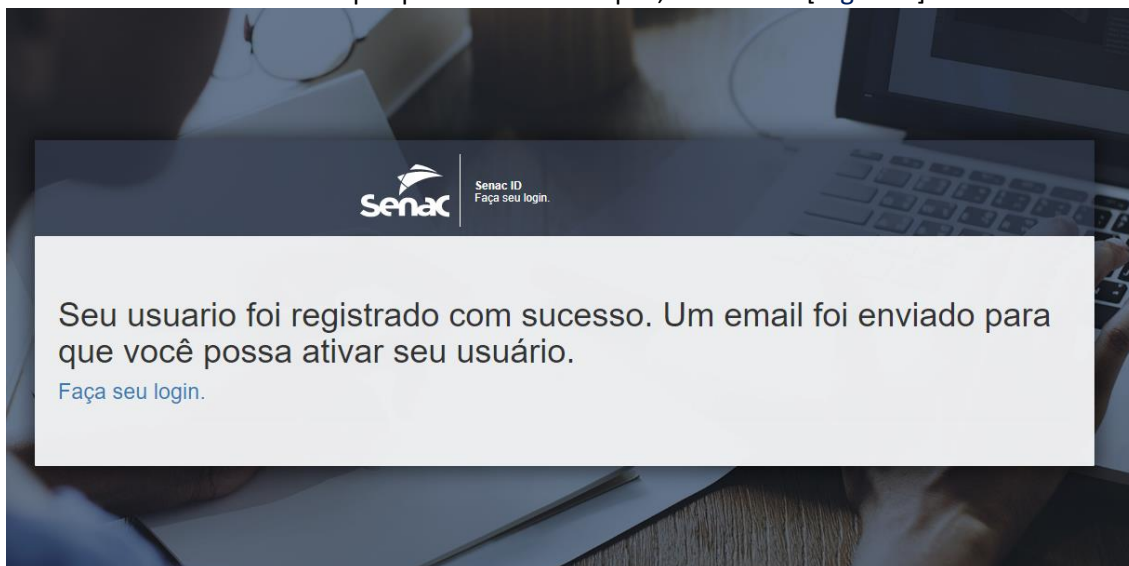 Senac
Senac ID
Faça seu login.
Seu usuario foi registrado com sucesso. Um email foi enviado para
que você possa ativar seu usuário.
Faça seu login.